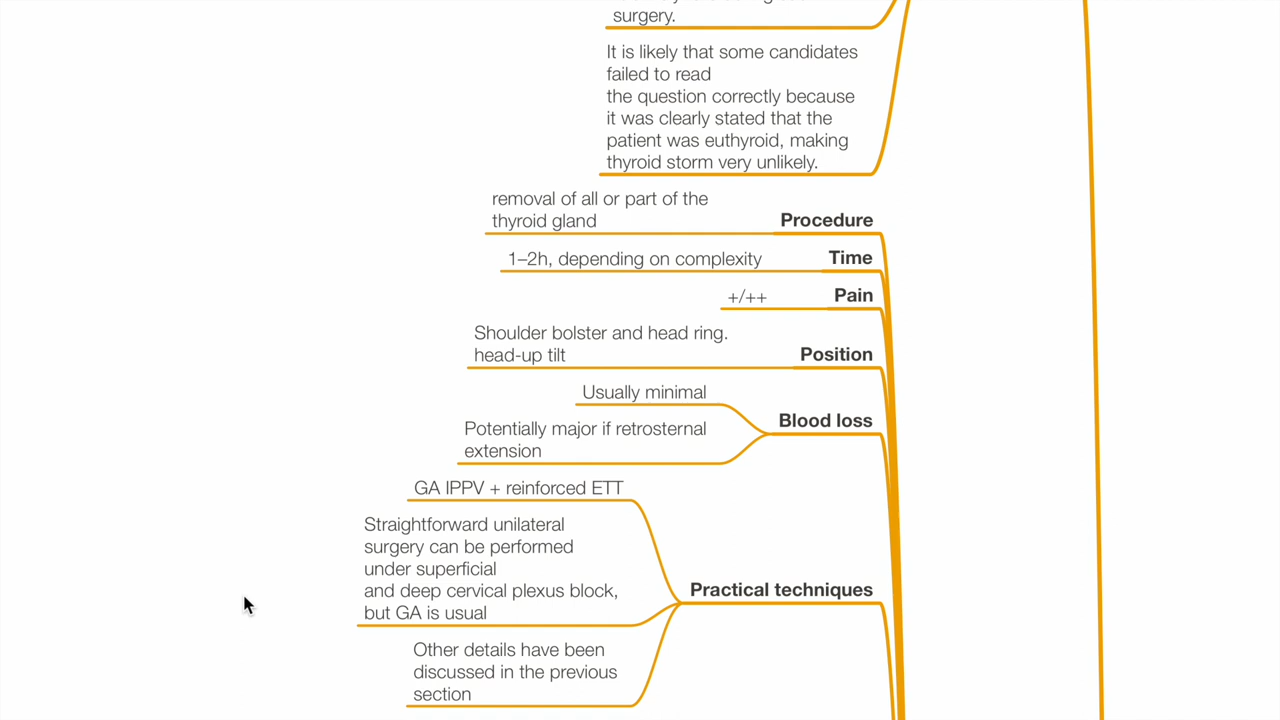 surgery.
It is likely that some candidates
failed to read
the question correctly because
it was clearly stated that the
patient was euthyroid, making
thyroid storm very unlikely.
removal of all or part of the
thyroid gland
Procedure
1–2h, depending on complexity
Time
+/++
Pain
Shoulder bolster and head ring.
head-up tilt
Position
Usually minimal
Potentially major if retrosternal
extension
Blood loss
GA IPPV + reinforced ETT
Straightforward unilateral
surgery can be performed
under superficial
and deep cervical plexus block,
but GA is usual
Practical techniques
Other details have been
discussed in the previous
section